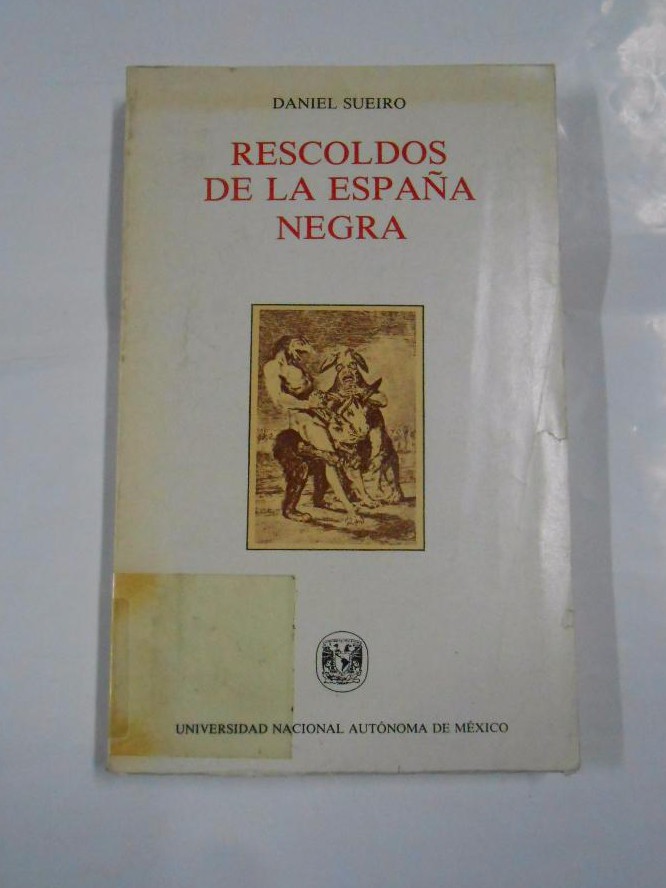 DANIEL SUEIRO
RESCOLDOS
DE LA ESPAÑA
NEGRA
UNIVERSIDAD NACIONAL AUTÓNOMA DE MÉXICO